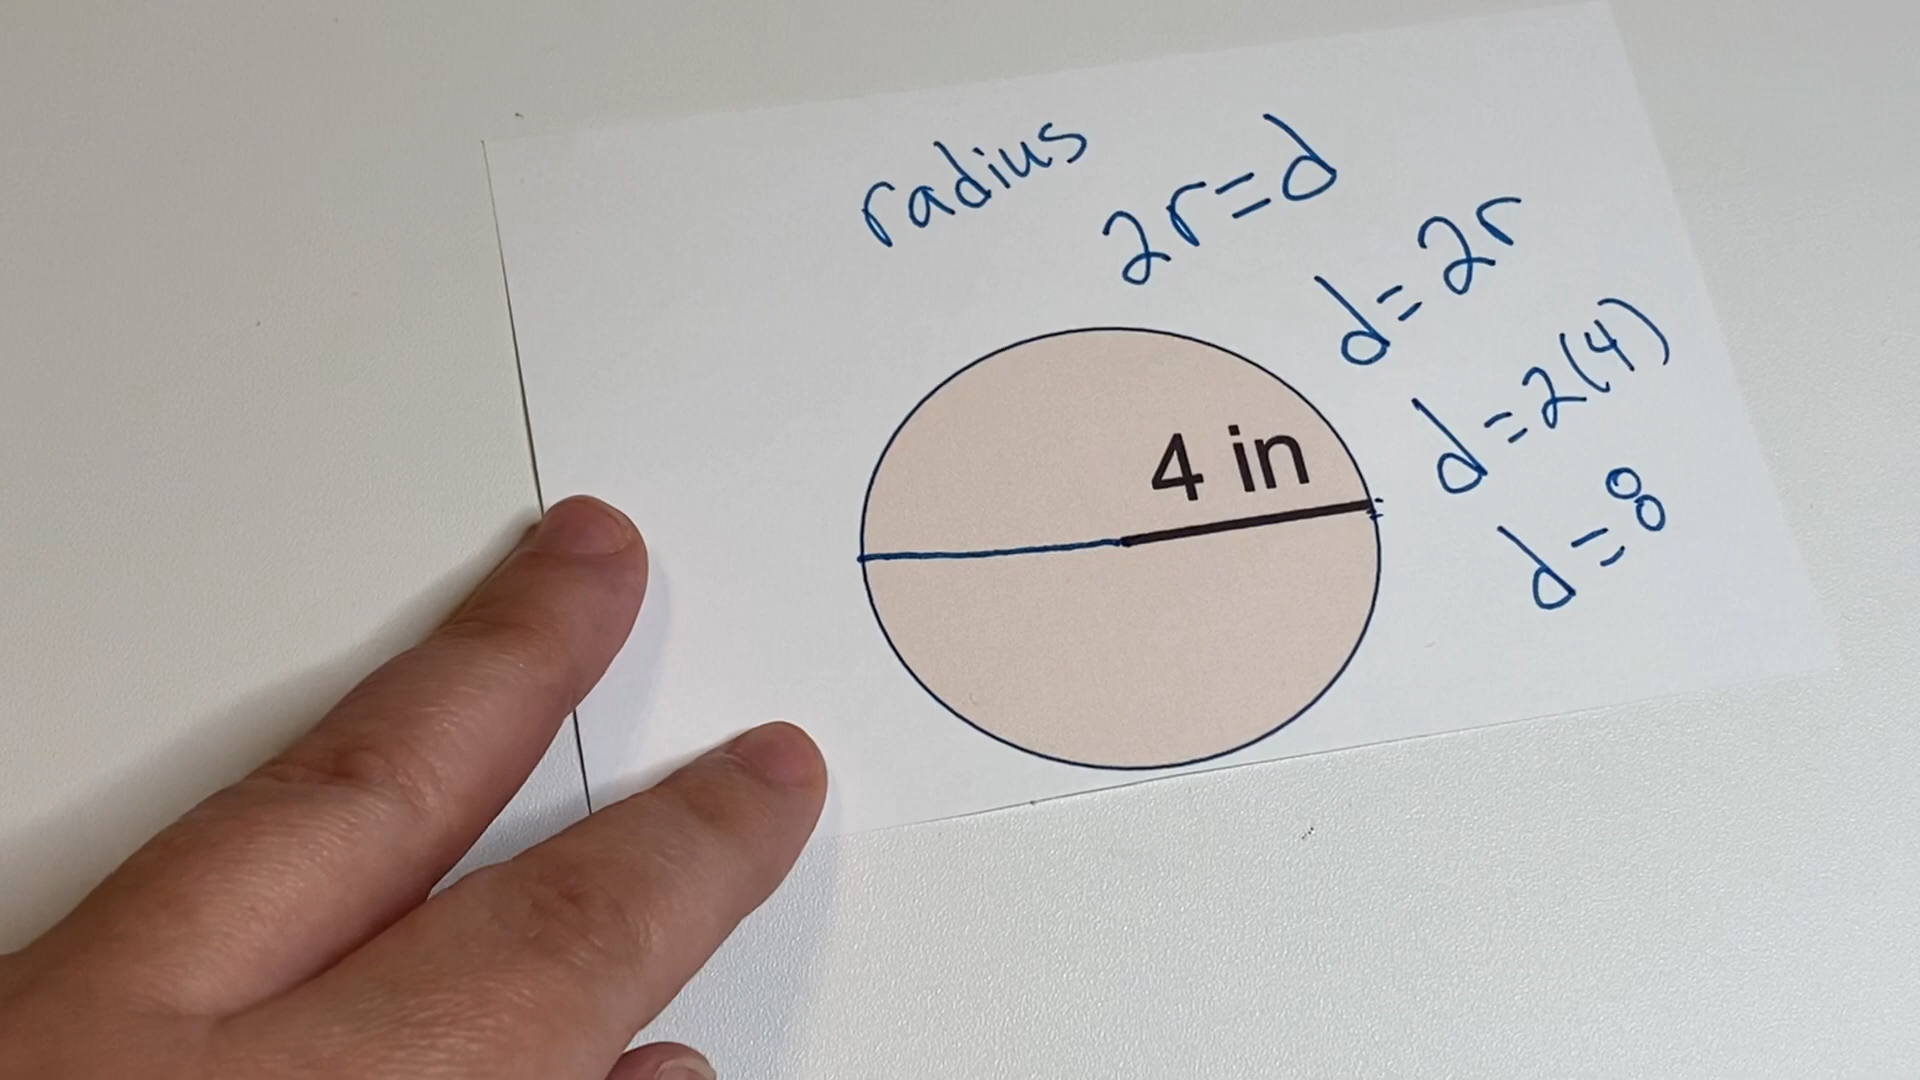 radius
2r=d
d=2r
d=2(4)
d=8
4 in